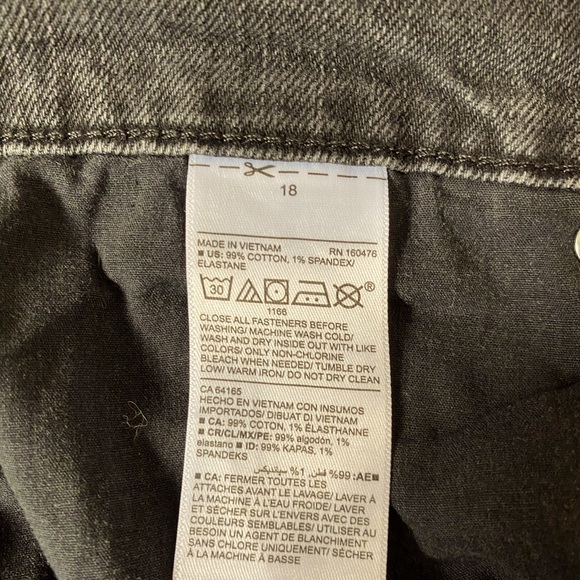 18
MADE IN VIETNAM RN 160476
■ US: 99% COTTON, 1% SPANDEX/
ELASTANE
30 ®
1166
CLOSE ALL FASTENERS BEFORE
WASHING/ MACHINE WASH COLD/
WASH AND DRY INSIDE OUT WITH LIKE
COLORS/ ONLY NON-CHLORINE
BLEACH WHEN NEEDED/ TUMBLE DRY
LOW/ WARM IRON/ DO NOT DRY CLEAN
CA 64165
HECHO EN VIETNAM CON INSUMOS
IMPORTADOS/ DIBUAT DI VIETNAM
■ CA: 99% COTON, 1% ÉLASTHANNE
■ CR/CL/MX/PE: 99% algodón, 1%
elastano ■ ID: 99% KAPAS, 1%
SPANDEKS
■ AE: 99% قطن, 1% سپاندیکس
■ CA: FERMER TOUTES LES
ATTACHES AVANT LE LAVAGE/ LAVER À
LA MACHINE À L'EAU FROIDE/ LAVER
ET SÉCHER SUR L'ENVERS AVEC DES
COULEURS SEMBLABLES/ UTILISER AU
BESOIN UN AGENT DE BLANCHIMENT
SANS CHLORE UNIQUEMENT/ SÉCHER
À LA MACHINE À BASSE